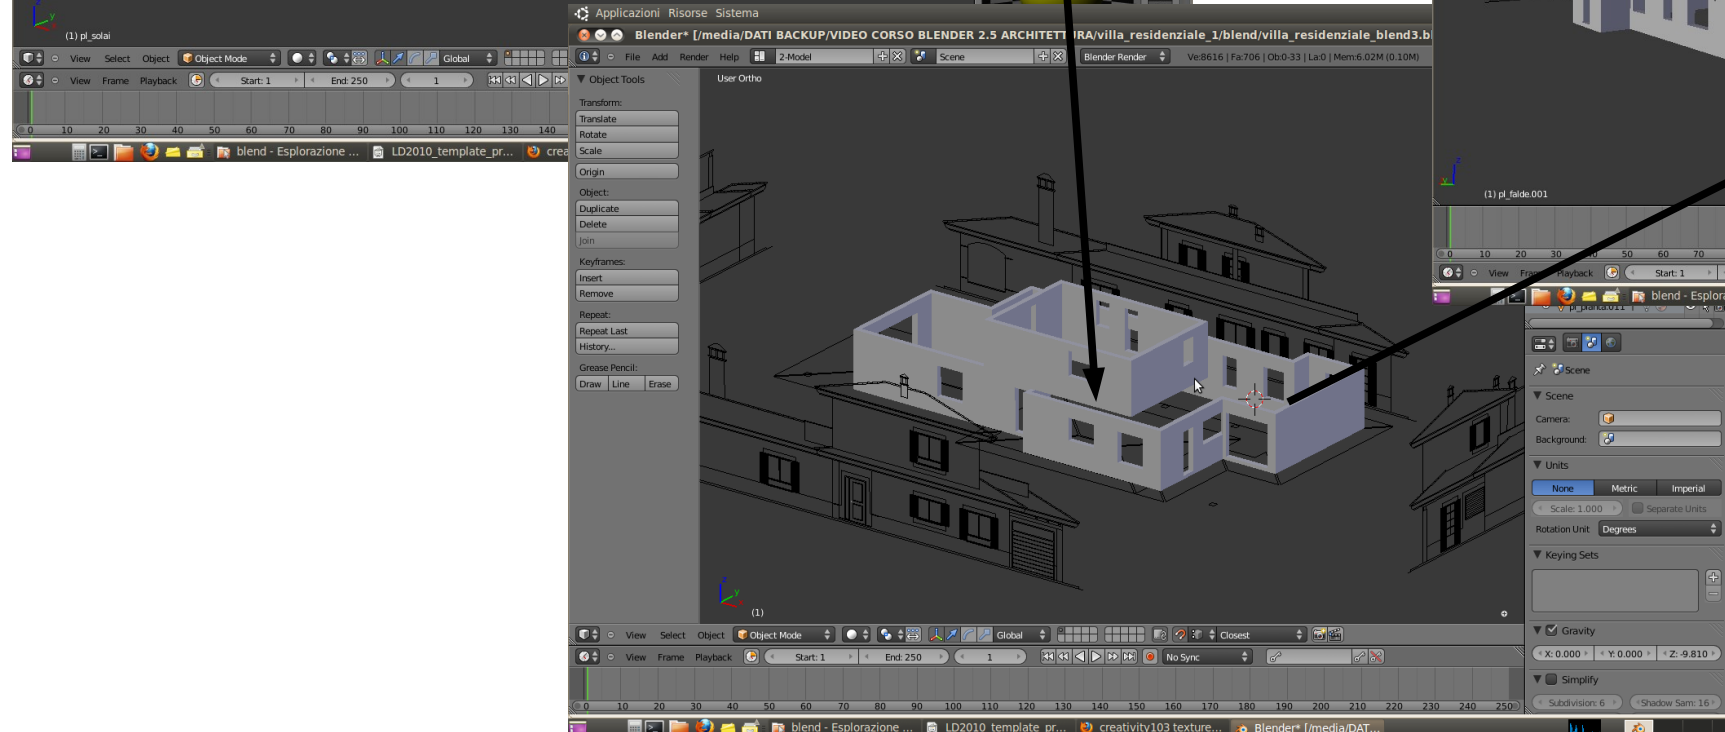 (1) pl_solai
View Select Object Object Mode Global
View Frame Playback Start: 1 End: 250 1
0 10 20 30 40 50 60 70 80 90 100 110 120 130 140
blend - Esplorazione ... LD2010_template_pr... crea
Applicazioni Risorse Sistema
Blender* [/media/DATI BACKUP/VIDEO CORSO BLENDER 2.5 ARCHITETTURA/villa_residenziale_1/blend/villa_residenziale_blend3.bl
File Add Render Help 2-Model Scene Blender Render Ve:8616 | Fa:706 | Ob:0-33 | La:0 | Mem:6.02M (0.10M)
Object Tools
Transform:
Translate
Rotate
Scale
Origin
Object:
Duplicate
Delete
Join
Keyframes:
Insert
Remove
Repeat:
Repeat Last
History...
Grease Pencil:
Draw Line Erase
User Ortho
z
y
(1)
View Select Object Object Mode Global Closest
View Frame Playback Start: 1 End: 250 1 No Sync
0 10 20 30 40 50 60 70 80 90 100 110 120 130 140 150 160 170 180 190 200 210 220 230 240 250
blend - Esplorazione ... LD2010_template_pr... creativity103 texture... Blender* [/media/DAT...
(1) pl_falde.001
0 10 20 30 50 60 70
View Frame Playback Start: 1
blend - Esplora
Scene
Scene
Camera:
Background:
Units
None Metric Imperial
Scale: 1.000 Separate Units
Rotation Unit Degrees
Keying Sets
Gravity
X: 0.000 Y: 0.000 Z: -9.810
Simplify
Subdivision: 6 Shadow Sam: 16